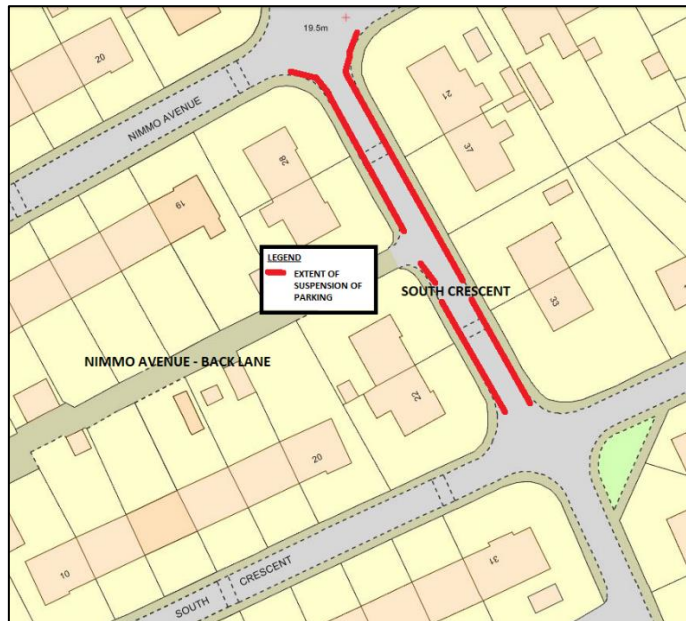 19.5m
20
NIMMO AVENUE
21
37
28
19
LEGEND
EXTENT OF
SUSPENSION OF
PARKING
SOUTH CRESCENT
33
NIMMO AVENUE - BACK LANE
22
20
10
31
SOUTH CRESCENT